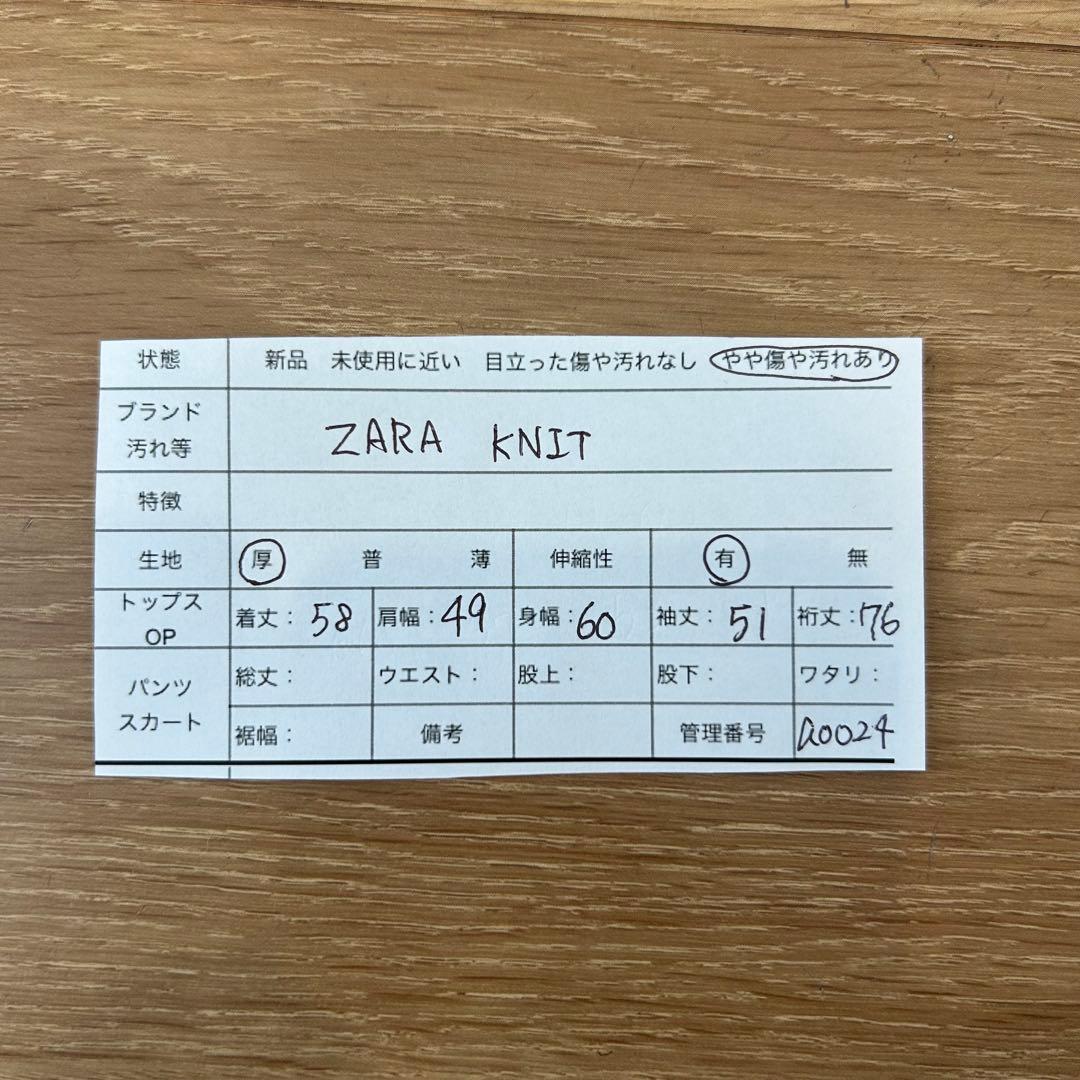 状態 新品 未使用に近い 目立った傷や汚れなし やや傷や汚れあり
ブランド
汚れ等 ZARA KNIT
特徴
生地 厚 普 薄 伸縮性 有 無
トップス
OP 着丈：58 肩幅：49 身幅：60 袖丈：51 裄丈：76
パンツ
スカート 総丈： ウエスト： 股上： 股下： ワタリ：
裾幅： 備考 管理番号 a0024